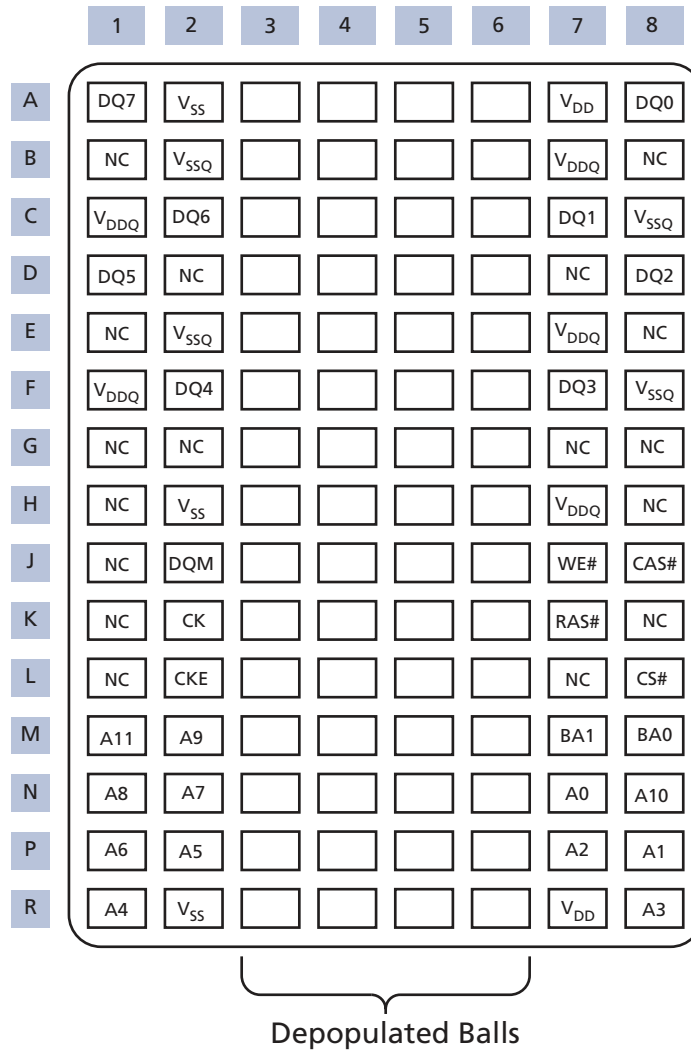 1 2 3 4 5 6 7 8
A DQ7 VSS VDD DQ0
B NC VSSQ VDDQ NC
C VDDQ DQ6 DQ1 VSSQ
D DQ5 NC NC DQ2
E NC VSSQ VDDQ NC
F VDDQ DQ4 DQ3 VSSQ
G NC NC NC NC
H NC VSS VDDQ NC
J NC DQM WE# CAS#
K NC CK RAS# NC
L NC CKE NC CS#
M A11 A9 BA1 BA0
N A8 A7 A0 A10
P A6 A5 A2 A1
R A4 VSS VDD A3
Depopulated Balls